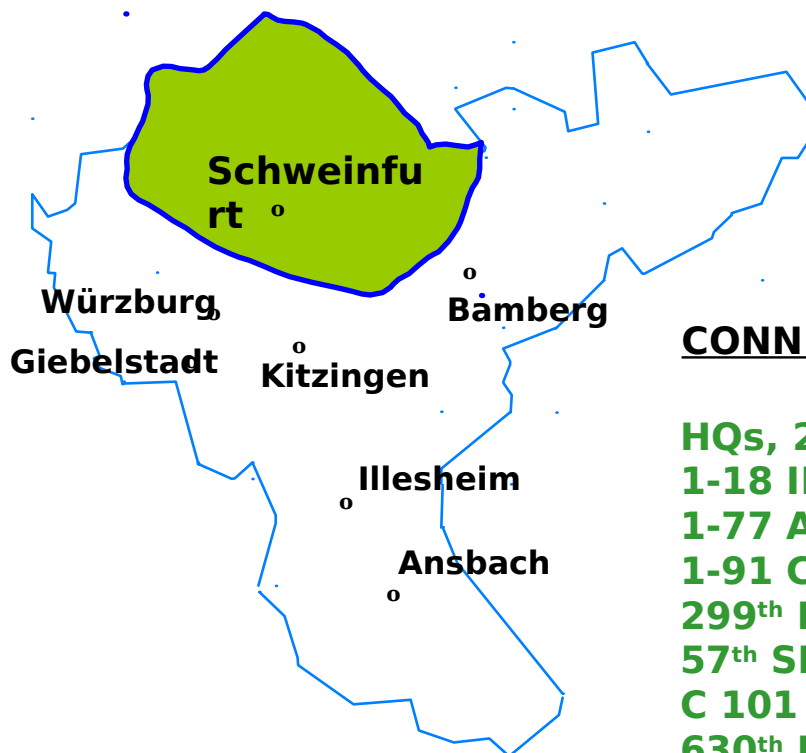 Schweinfu
rt o
o
Würzburg
o
Bamberg
Giebelstadt
o
o
Kitzingen
Illesheim
o
Ansbach
o
CONN
HQs, 2
1-18 I
1-77 A
1-91 C
299th
57th S
C 101
630th